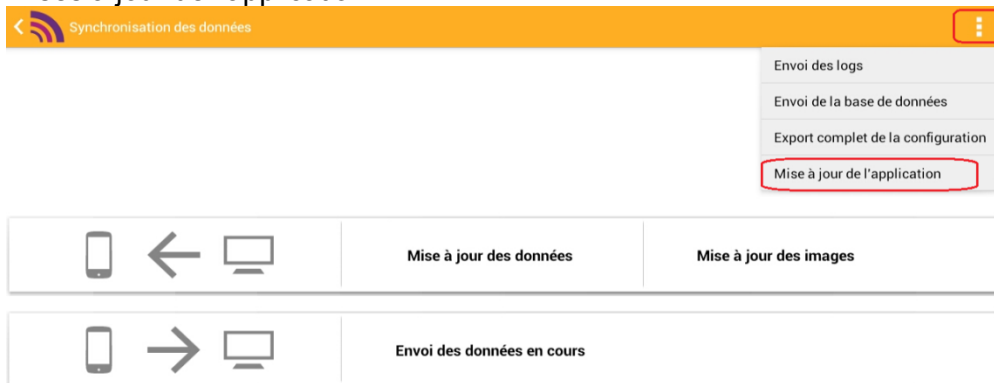 Synchronisation des données
Envoi des logs
Envoi de la base de données
Export complet de la configuration
Mise à jour de l'application
Mise à jour des données
Mise à jour des images
Envoi des données en cours